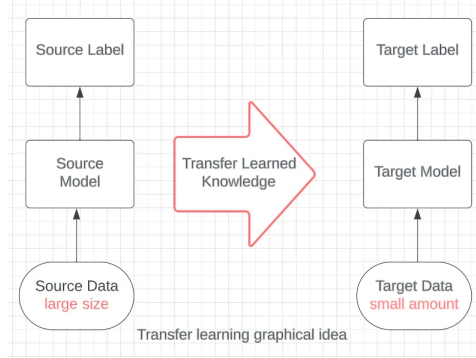 Source Label
Target Label
Source
Model
Transfer Learned
Knowledge
Target Model
Source Data
large size
Target Data
small amount
Transfer learning graphical idea